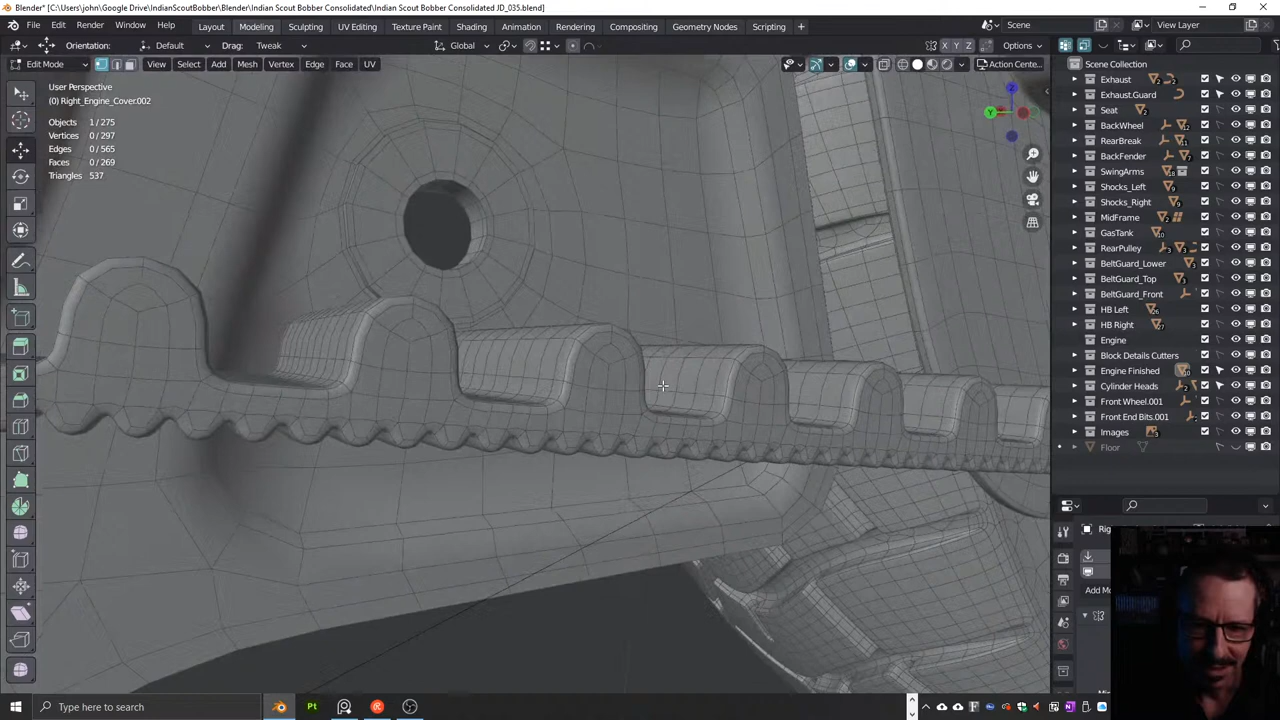 Blender* [C:\Users\john\Google Drive\IndianScoutBobber\Blender\Indian Scout Bobber Consolidated\Indian Scout Bobber Consolidated JD_035.blend]
File Edit Render Window Help Layout Modeling Sculpting UV Editing Texture Paint Shading Animation Rendering Compositing Geometry Nodes Scripting Scene View Layer
Orientation: Default Drag: Tweak Global X Y Z Options
Edit Mode View Select Add Mesh Vertex Edge Face UV Action Cente
User Perspective
(0) Right_Engine_Cover.002
Objects 1 / 275
Vertices 0 / 297
Edges 0 / 565
Faces 0 / 269
Triangles 537
Z
Scene Collection
Exhaust
Exhaust.Guard
Seat
BackWheel
RearBreak
BackFender
SwingArms
Shocks_Left
Shocks_Right
MidFrame
GasTank
RearPulley
BeltGuard_Lower
BeltGuard_Top
BeltGuard_Front
HB Left
HB Right
Engine
Block Details Cutters
Engine Finished
Cylinder Heads
Front Wheel.001
Front End Bits.001
Images
Floor
Rig
Add Mo
Type here to search
Pt